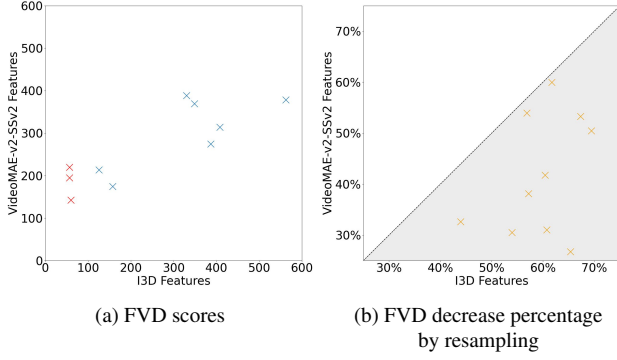 600
500
400
300
200
100
0
VideoMAE-v2-SSv2 Features
0 100 200 300 400 500 600
I3D Features
(a) FVD scores
70%
60%
50%
40%
30%
VideoMAE-v2-SSv2 Features
30% 40% 50% 60% 70%
I3D Features
(b) FVD decrease percentage
by resampling